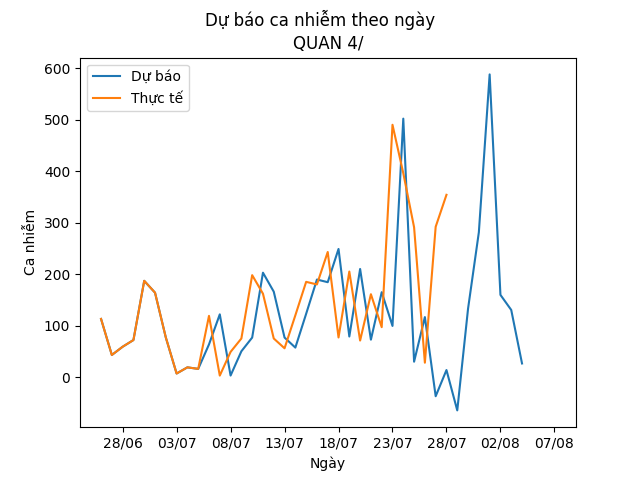 Dự báo ca nhiễm theo ngày
QUAN 4/
Dự báo
Thực tế
600
500
400
300
200
100
0
Ca nhiễm
28/06 03/07 08/07 13/07 18/07 23/07 28/07 02/08 07/08
Ngày